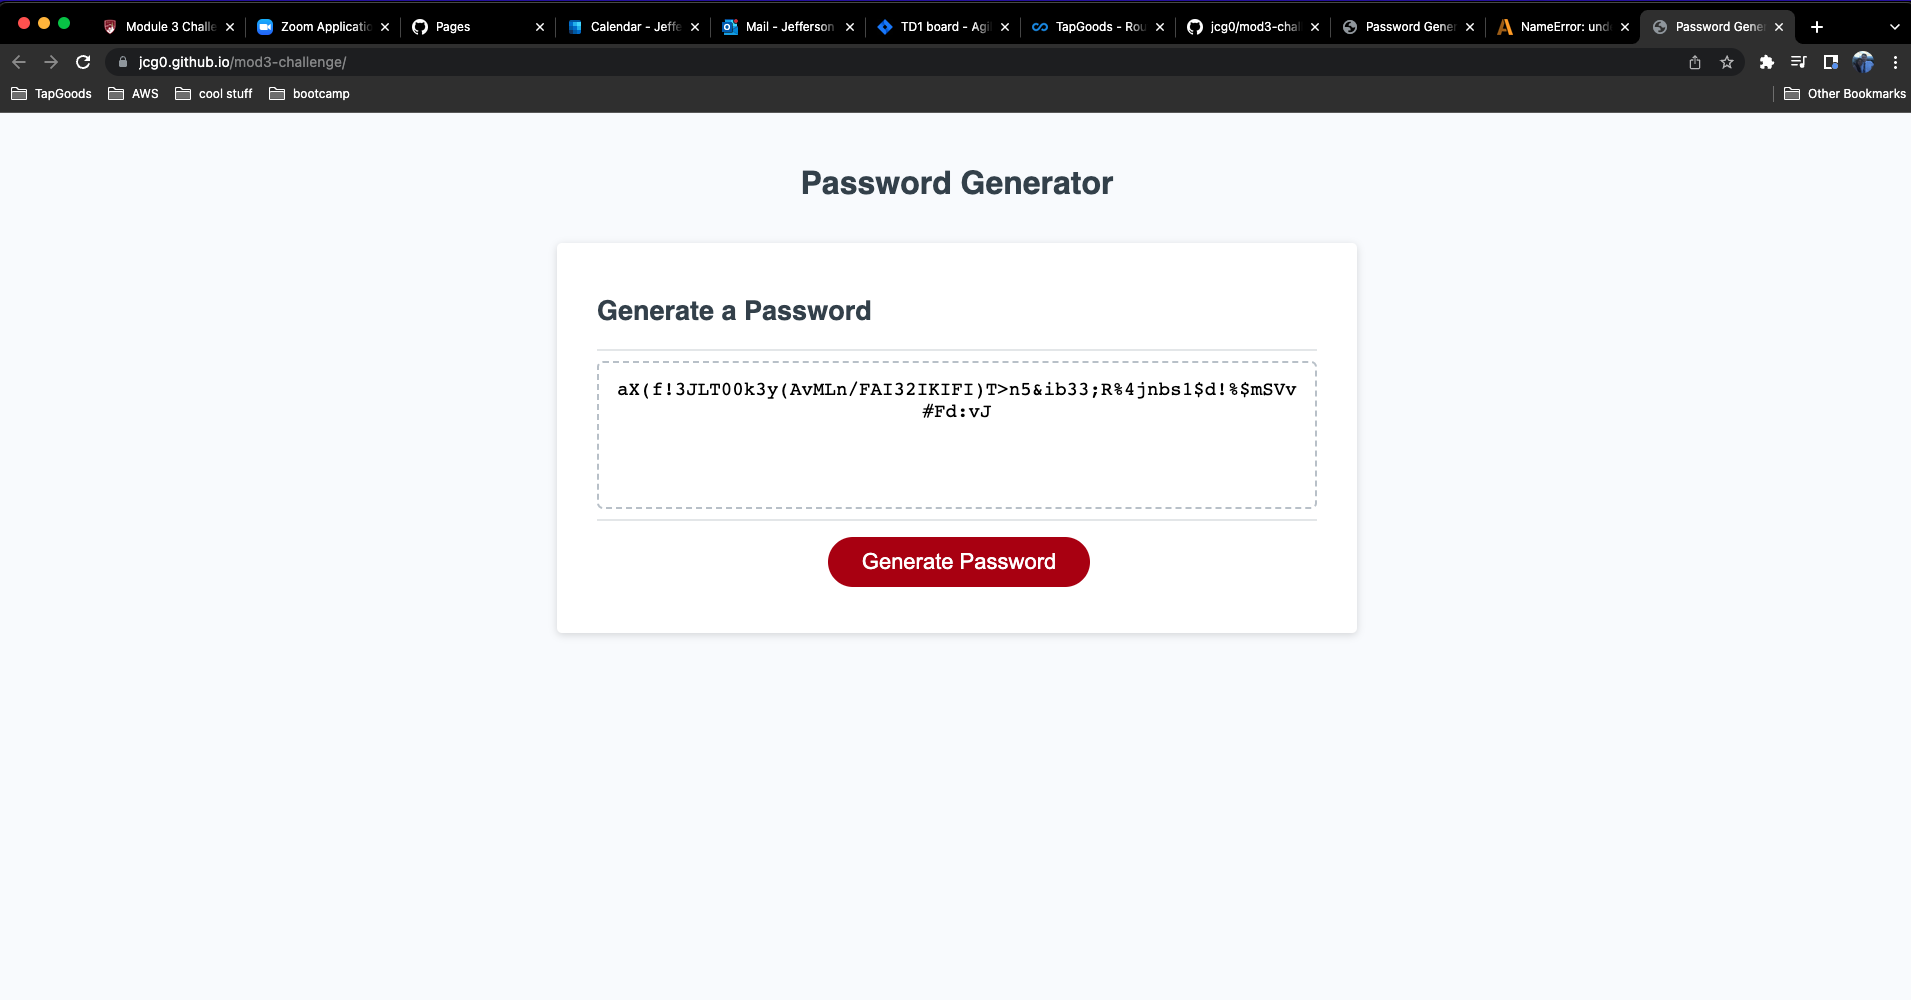 Module 3 Challe
Zoom Applicatio
Pages
Calendar - Jeffe
Mail - Jefferson
TD1 board - Agi
TapGoods - Rou
jcg0/mod3-chal
Password Gener
NameError: und
Password Gener
jcg0.github.io/mod3-challenge/
TapGoods
AWS
cool stuff
bootcamp
Other Bookmarks
Password Generator
Generate a Password
aX(f!3JLT00k3y(AvMLn/FAI32IKIFI)T>n5&ib33;R%4jnbs1$d!%$mSVv
#Fd:vJ
Generate Password